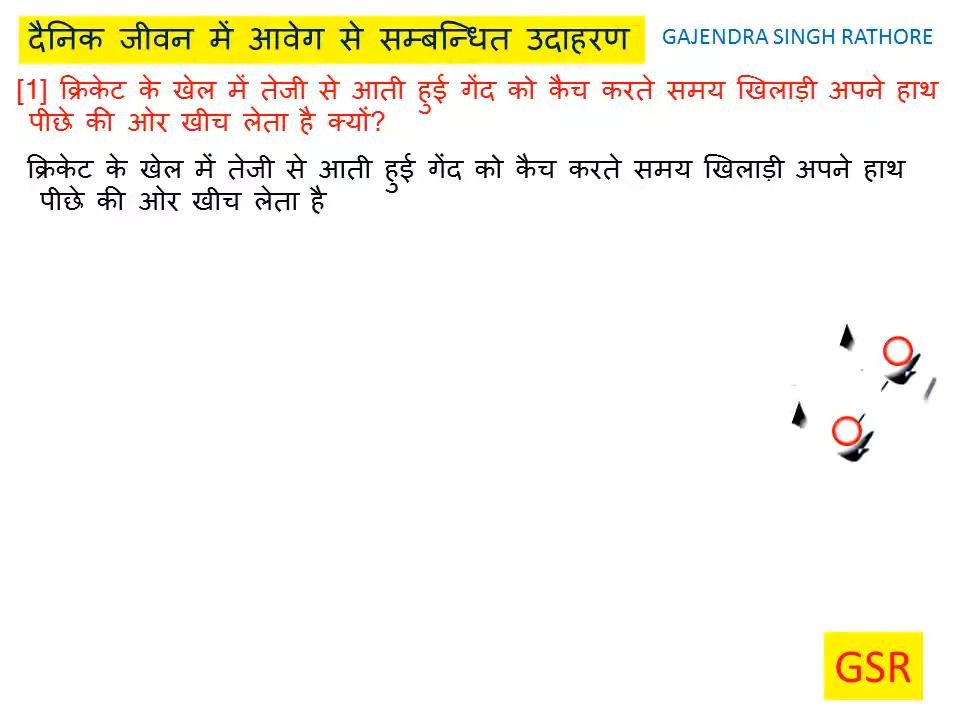 दैनिक जीवन में आवेग से सम्बन्धित उदाहरण
GAJENDRA SINGH RATHORE
[1] क्रिकेट के खेल में तेजी से आती हुई गेंद को कैच करते समय खिलाड़ी अपने हाथ
पीछे की ओर खीच लेता है क्यों?
क्रिकेट के खेल में तेजी से आती हुई गेंद को कैच करते समय खिलाड़ी अपने हाथ
पीछे की ओर खीच लेता है
GSR